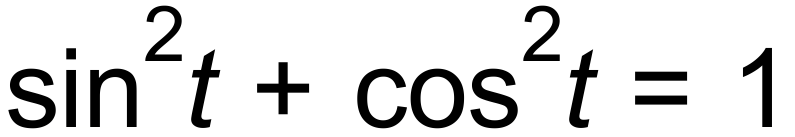 sin²t + cos²t = 1